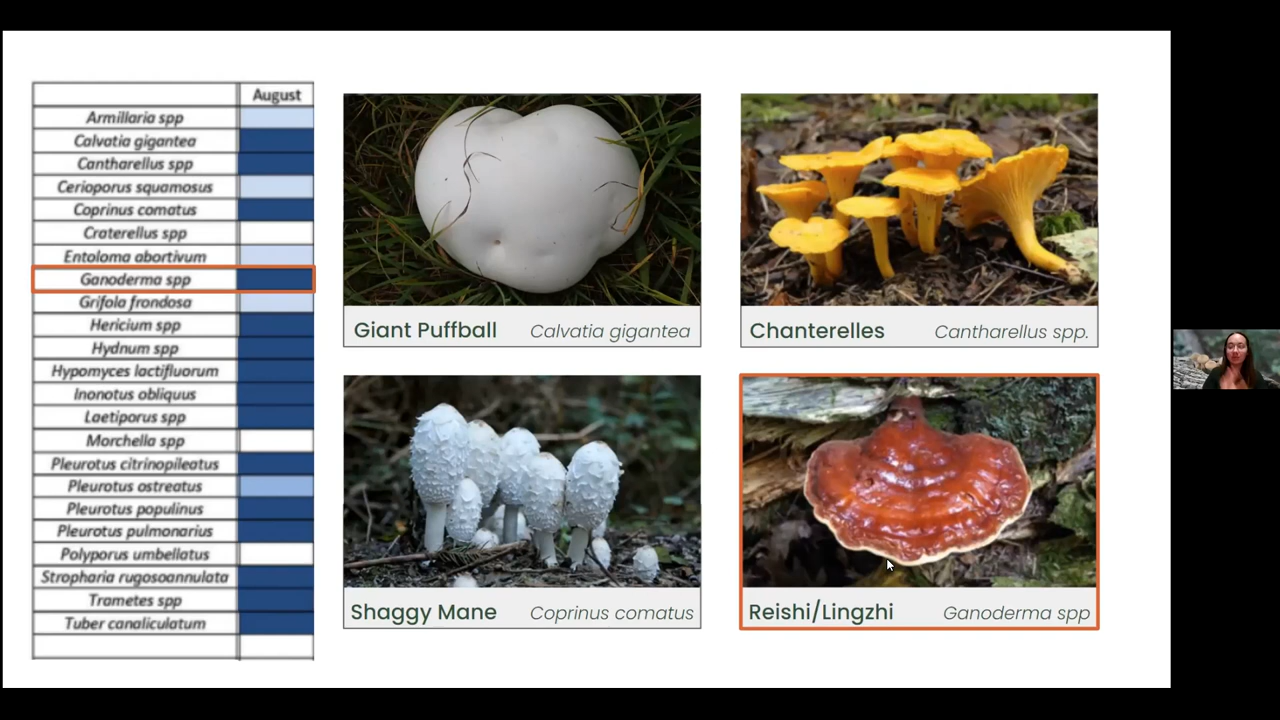 August
Armillaria spp
Calvatia gigantea
Cantharellus spp
Cerioporus squamosus
Coprinus comatus
Craterellus spp
Entoloma abortivum
Ganoderma spp
Grifola frondosa
Hericium spp
Hydnum spp
Hypomyces lactifluorum
Inonotus obliquus
Laetiporus spp
Morchella spp
Pleurotus citrinopileatus
Pleurotus ostreatus
Pleurotus populinus
Pleurotus pulmonarius
Polyporus umbellatus
Stropharia rugosoannulata
Trametes spp
Tuber canaliculatum
Giant Puffball Calvatia gigantea
Chanterelles Cantharellus spp.
Shaggy Mane Coprinus comatus
Reishi/Lingzhi Ganoderma spp